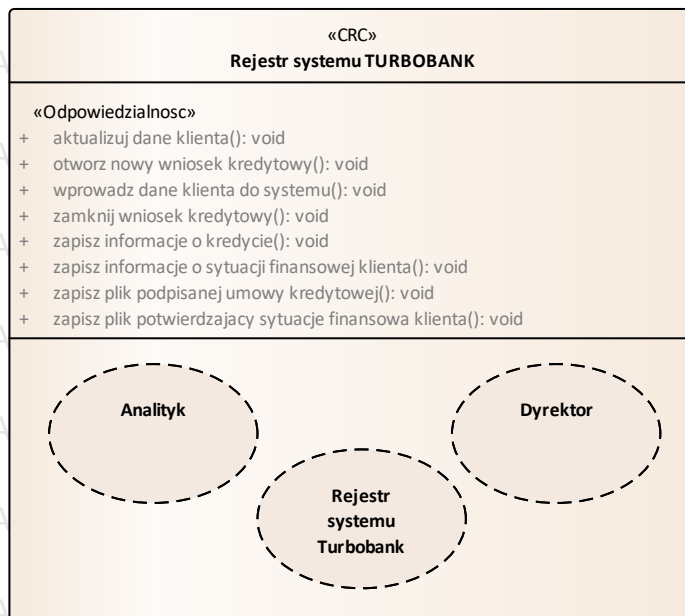 «CRC»
Rejestr systemu TURBOBANK
«Odpowiedzialnosc»
+ aktualizuj dane klienta(): void
+ otworz nowy wniosek kredytowy(): void
+ wprowadz dane klienta do systemu(): void
+ zamknij wniosek kredytowy(): void
+ zapisz informacje o kredycie(): void
+ zapisz informacje o sytuacji finansowej klienta(): void
+ zapisz plik podpisanej umowy kredytowej(): void
+ zapisz plik potwierdzajacy sytuacje finansowa klienta(): void
Analityk
Dyrektor
Rejestr
systemu
Turbobank